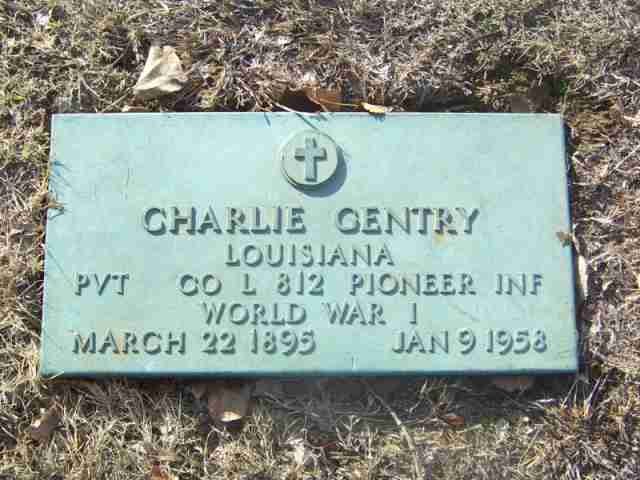 CHARLIE GENTRY
LOUISIANA
PVT CO L 812 PIONEER INF
WORLD WAR I
MARCH 22 1895 JAN 9 1958